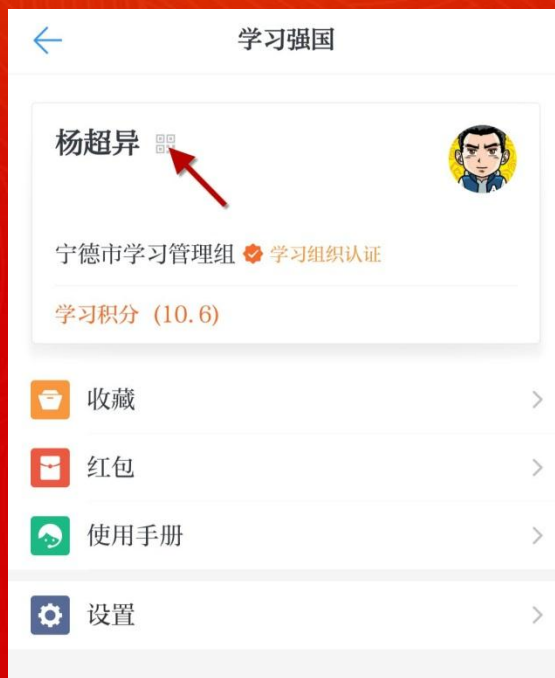 学习强国
杨超异
宁德市学习管理组 学习组织认证
学习积分 (10.6)
收藏
红包
使用手册
设置